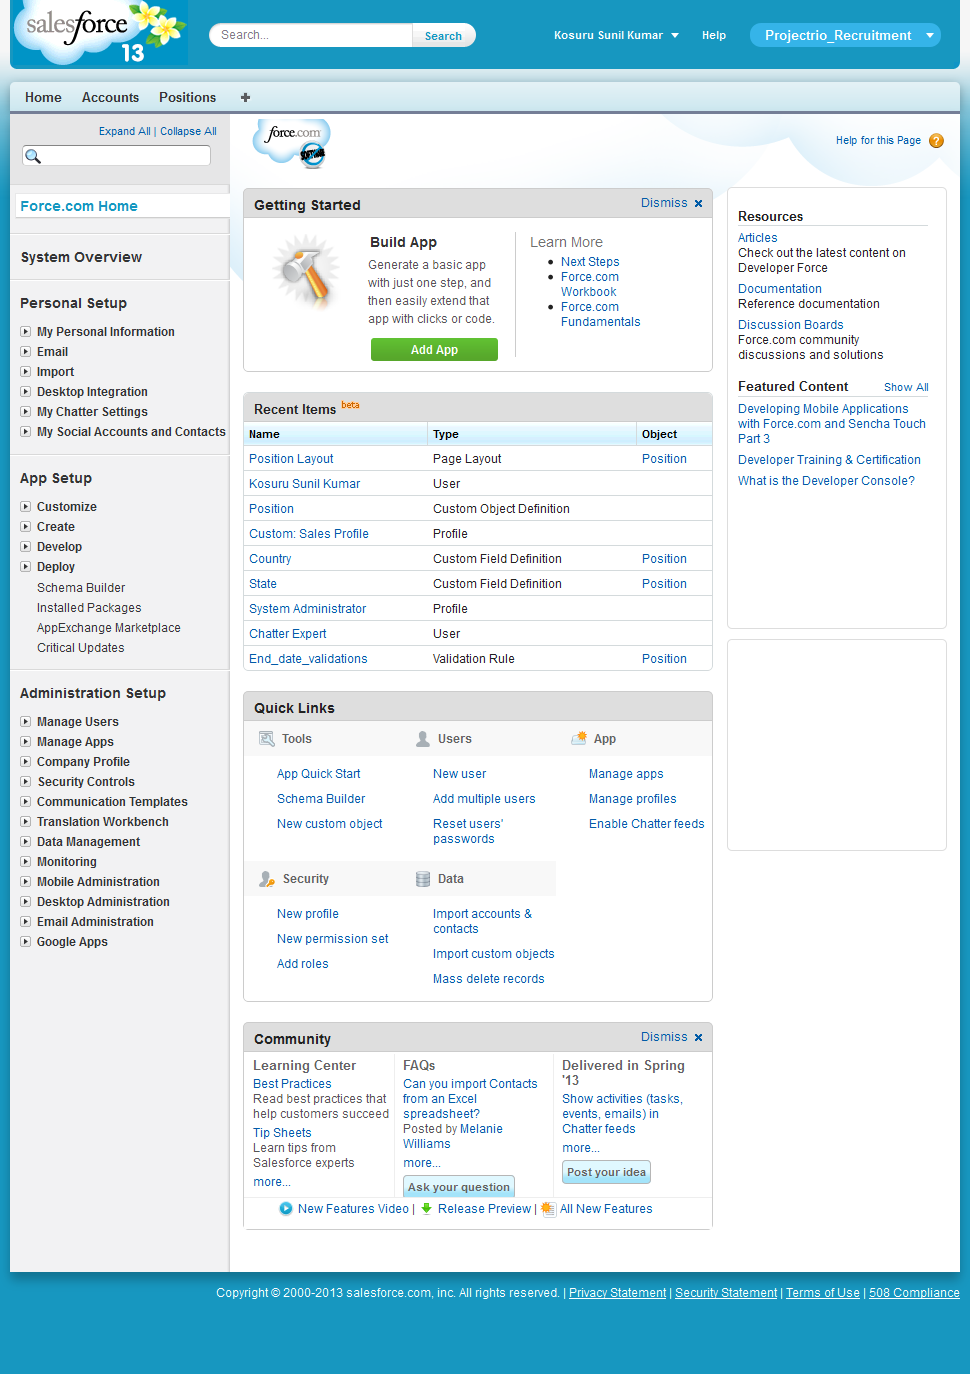 salesforce
13
Search...
Search
Kosuru Sunil Kumar
Help
Projectrio_Recruitment
Home
Accounts
Positions
+
Expand All | Collapse All
Force.com Home
System Overview
Personal Setup
My Personal Information
Email
Import
Desktop Integration
My Chatter Settings
My Social Accounts and Contacts
App Setup
Customize
Create
Develop
Deploy
Schema Builder
Installed Packages
AppExchange Marketplace
Critical Updates
Administration Setup
Manage Users
Manage Apps
Company Profile
Security Controls
Communication Templates
Translation Workbench
Data Management
Monitoring
Mobile Administration
Desktop Administration
Email Administration
Google Apps
force.com
SOFTWARE
Help for this Page ?
Getting Started
Dismiss x
Build App
Generate a basic app
with just one step, and
then easily extend that
app with clicks or code.
Add App
Learn More
Next Steps
Force.com
Workbook
Force.com
Fundamentals
Recent Items beta
Name Type Object
Position Layout Page Layout Position
Kosuru Sunil Kumar User
Position Custom Object Definition
Custom: Sales Profile Profile
Country Custom Field Definition Position
State Custom Field Definition Position
System Administrator Profile
Chatter Expert User
End_date_validations Validation Rule Position
Quick Links
Tools
App Quick Start
Schema Builder
New custom object
Users
New user
Add multiple users
Reset users'
passwords
App
Manage apps
Manage profiles
Enable Chatter feeds
Security
New profile
New permission set
Add roles
Data
Import accounts &
contacts
Import custom objects
Mass delete records
Community
Dismiss x
Learning Center
Best Practices
Read best practices that
help customers succeed
Tip Sheets
Learn tips from
Salesforce experts
more...
FAQs
Can you import Contacts
from an Excel
spreadsheet?
Posted by Melanie
Williams
more...
Ask your question
Delivered in Spring
'13
Show activities (tasks,
events, emails) in
Chatter feeds
more...
Post your idea
New Features Video | Release Preview | All New Features
Resources
Articles
Check out the latest content on
Developer Force
Documentation
Reference documentation
Discussion Boards
Force.com community
discussions and solutions
Featured Content
Show All
Developing Mobile Applications
with Force.com and Sencha Touch
Part 3
Developer Training & Certification
What is the Developer Console?
Copyright © 2000-2013 salesforce.com, inc. All rights reserved. | Privacy Statement | Security Statement | Terms of Use | 508 Compliance